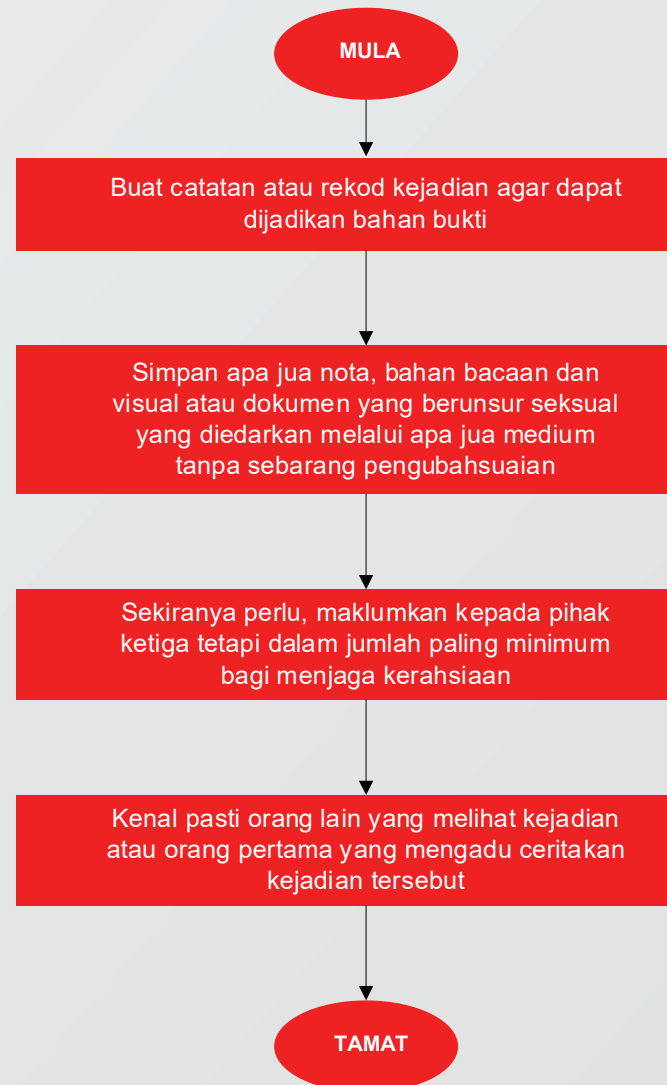 MULA
Buat catatan atau rekod kejadian agar dapat
dijadikan bahan bukti
Simpan apa jua nota, bahan bacaan dan
visual atau dokumen yang berunsur seksual
yang diedarkan melalui apa jua medium
tanpa sebarang pengubahsuaian
Sekiranya perlu, maklumkan kepada pihak
ketiga tetapi dalam jumlah paling minimum
bagi menjaga kerahsiaan
Kenal pasti orang lain yang melihat kejadian
atau orang pertama yang mengadu ceritakan
kejadian tersebut
TAMAT